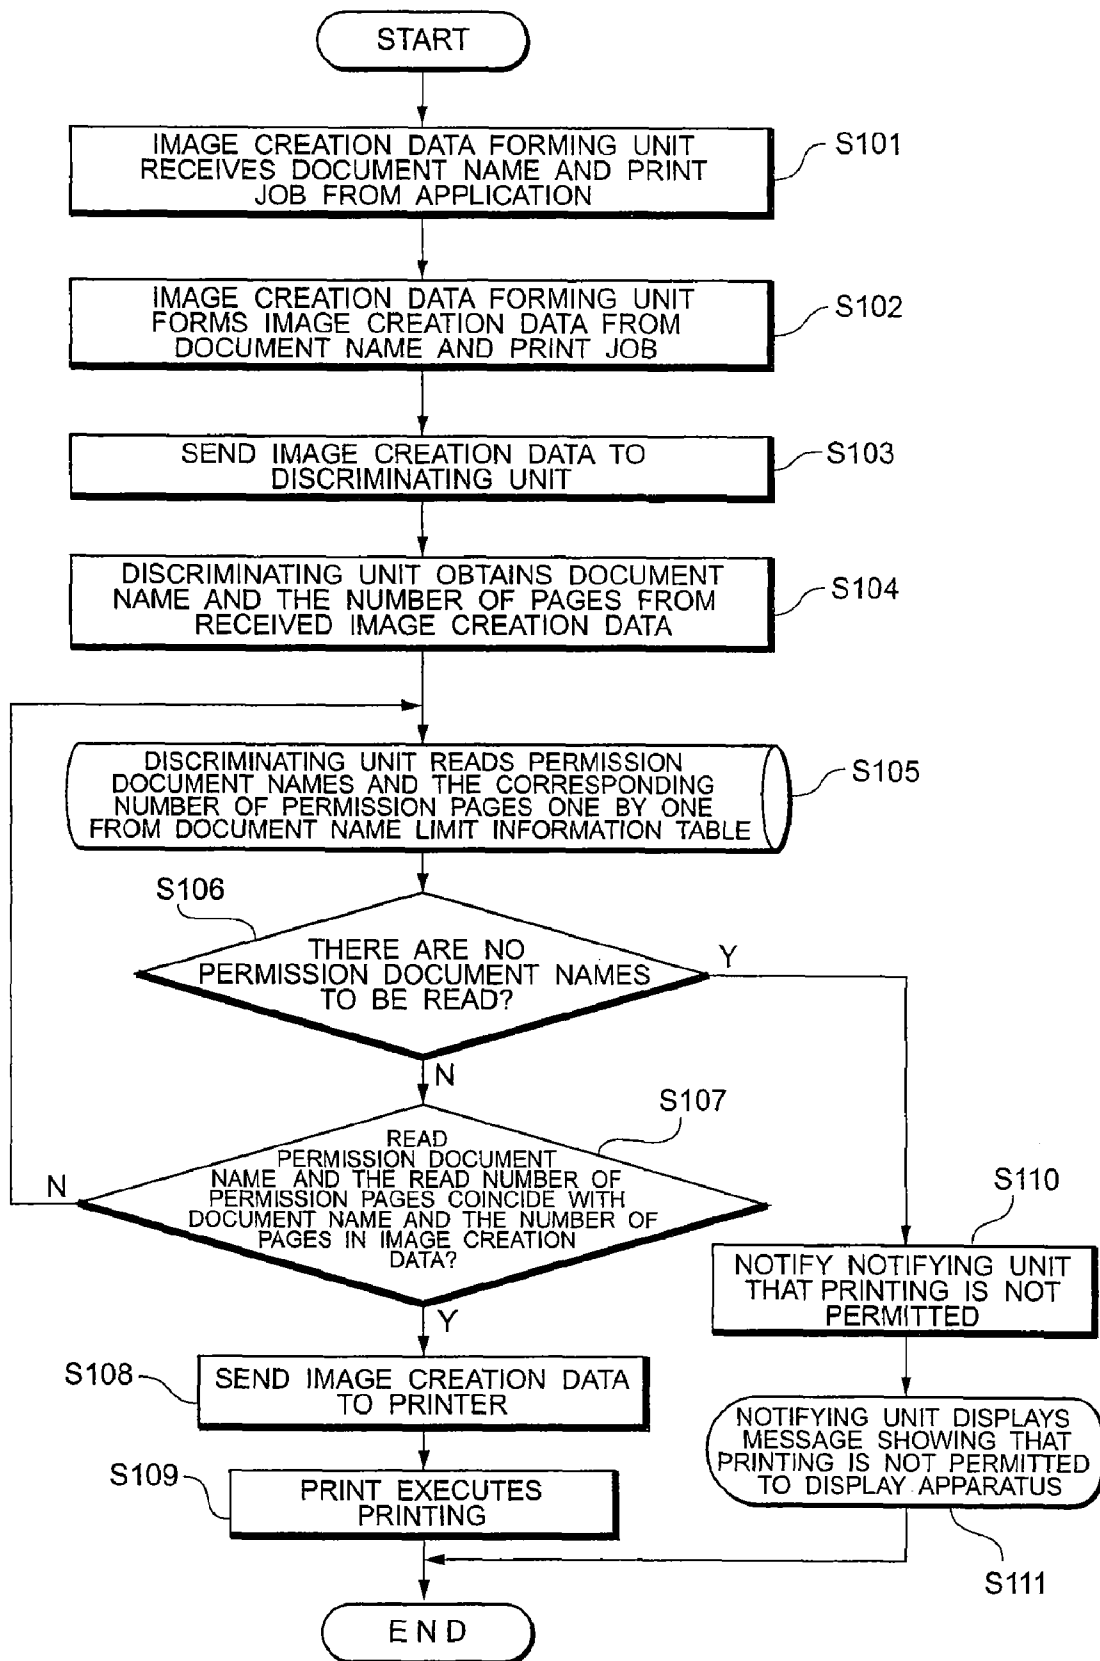 START
IMAGE CREATION DATA FORMING UNIT
RECEIVES DOCUMENT NAME AND PRINT
JOB FROM APPLICATION
S101
IMAGE CREATION DATA FORMING UNIT
FORMS IMAGE CREATION DATA FROM
DOCUMENT NAME AND PRINT JOB
S102
SEND IMAGE CREATION DATA TO
DISCRIMINATING UNIT
S103
DISCRIMINATING UNIT OBTAINS DOCUMENT
NAME AND THE NUMBER OF PAGES FROM
RECEIVED IMAGE CREATION DATA
S104
DISCRIMINATING UNIT READS PERMISSION
DOCUMENT NAMES AND THE CORRESPONDING
NUMBER OF PERMISSION PAGES ONE BY ONE
FROM DOCUMENT NAME LIMIT INFORMATION TABLE
S105
S106
THERE ARE NO
PERMISSION DOCUMENT NAMES
TO BE READ?
Y
N
S107
READ
PERMISSION DOCUMENT
NAME AND THE READ NUMBER OF
PERMISSION PAGES COINCIDE WITH
DOCUMENT NAME AND THE NUMBER OF
PAGES IN IMAGE CREATION
DATA?
N
Y
S110
NOTIFY NOTIFYING UNIT
THAT PRINTING IS NOT
PERMITTED
S108
SEND IMAGE CREATION DATA
TO PRINTER
NOTIFYING UNIT DISPLAYS
MESSAGE SHOWING THAT
PRINTING IS NOT PERMITTED
TO DISPLAY APPARATUS
S109
PRINT EXECUTES
PRINTING
S111
END